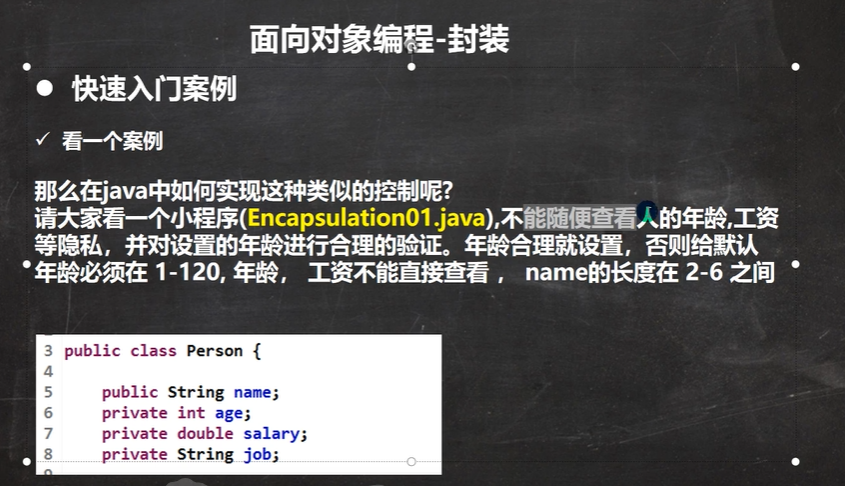 面向对象编程-封装
● 快速入门案例
✓ 看一个案例
那么在java中如何实现这种类似的控制呢?
请大家看一个小程序(Encapsulation01.java),不能随便查看人的年龄,工资
等隐私，并对设置的年龄进行合理的验证。年龄合理就设置，否则给默认
年龄必须在 1-120, 年龄， 工资不能直接查看 ， name的长度在 2-6 之间
3 public class Person {
4
5 public String name;
6 private int age;
7 private double salary;
8 private String job;